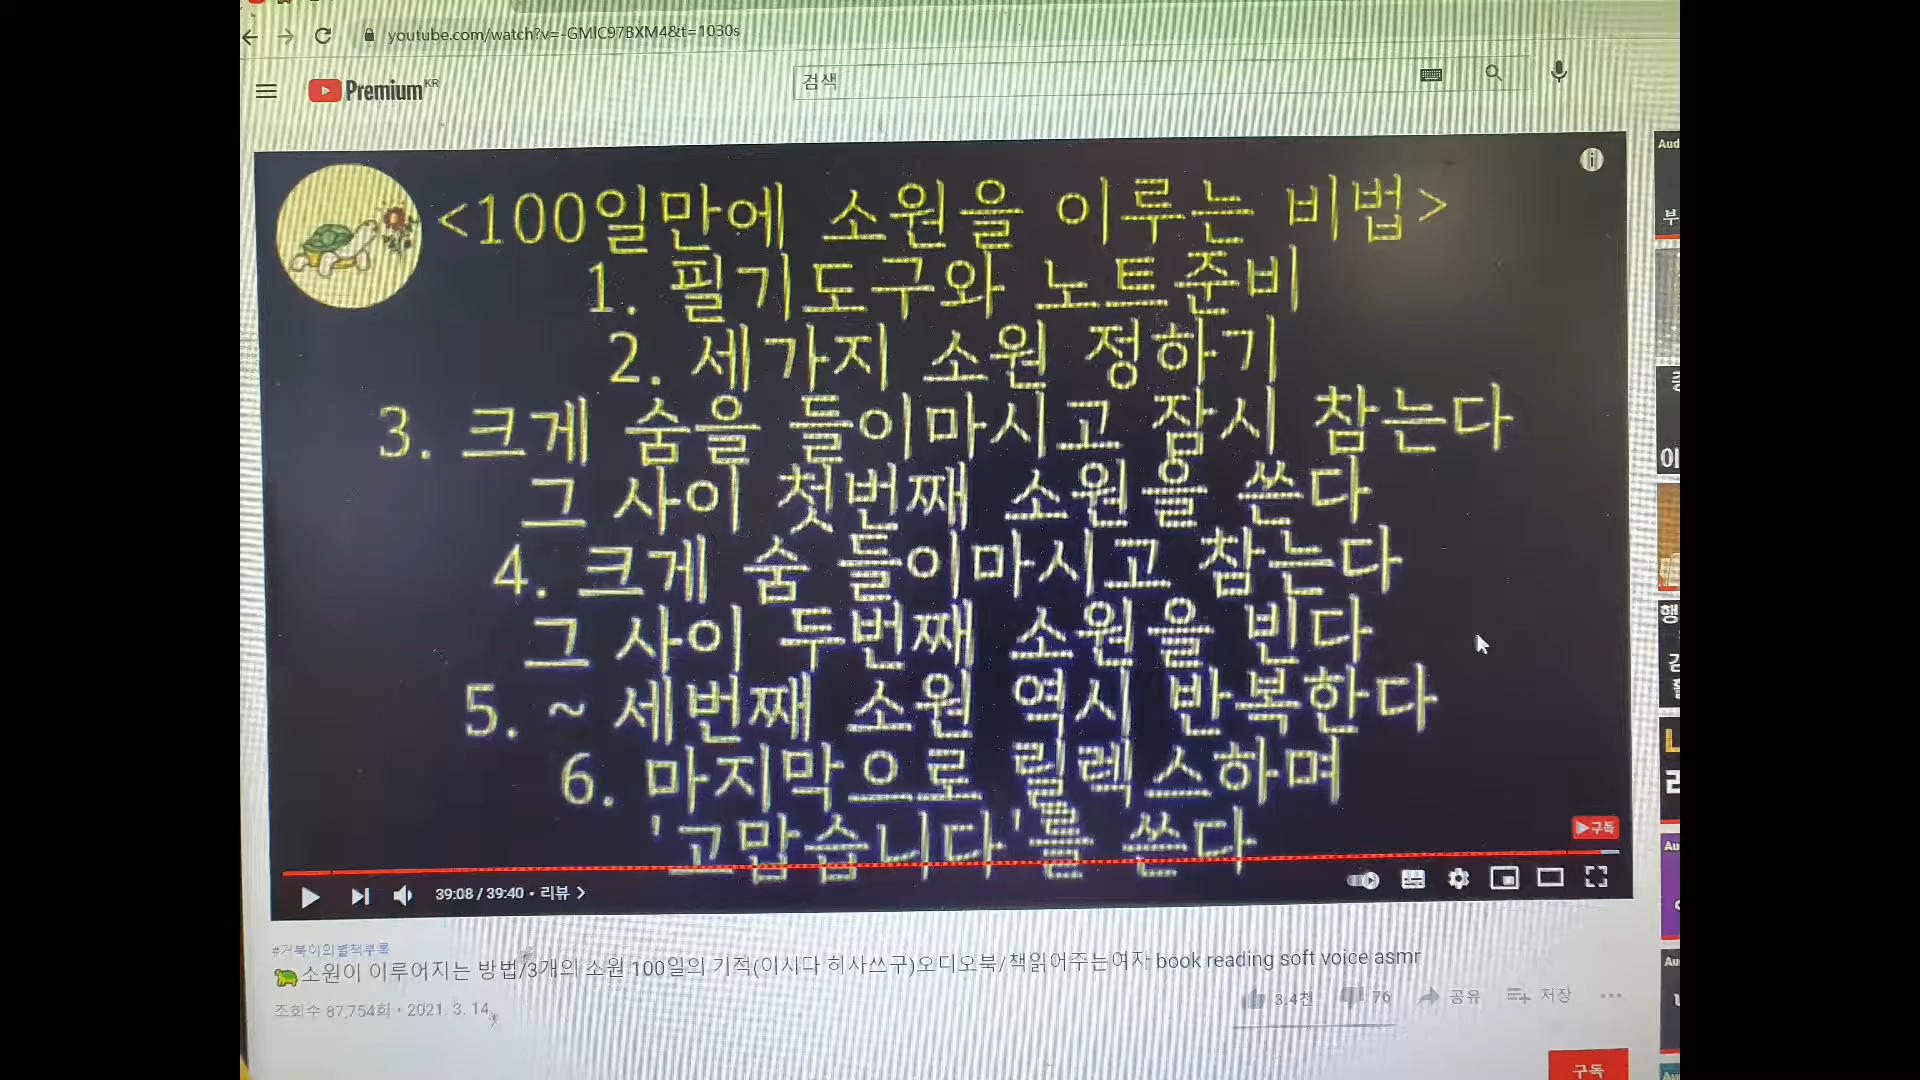 youtube.com/watch?v=-GMIC97BXM4&t=1030s
Premium KR
검색
<100일만에 소원을 이루는 비법>
1. 필기도구와 노트준비
2. 세가지 소원 정하기
3. 크게 숨을 들이마시고 잠시 참는다
그 사이 첫번째 소원을 쓴다
4. 크게 숨 들이마시고 참는다
그 사이 두번째 소원을 빈다
5. ~ 세번째 소원 역시 반복한다
6. 마지막으로 릴렉스하며
'고맙습니다'를 쓴다
구독
39:08 / 39:40 • 리뷰 >
#거북이의별책부록
소원이 이루어지는 방법/3개의 소원 100일의 기적(이시다 히사쓰구)오디오북/책읽어주는여자 book reading soft voice asmr
조회수 87,754회 • 2021. 3. 14.
3.4천 76 공유 저장
구독